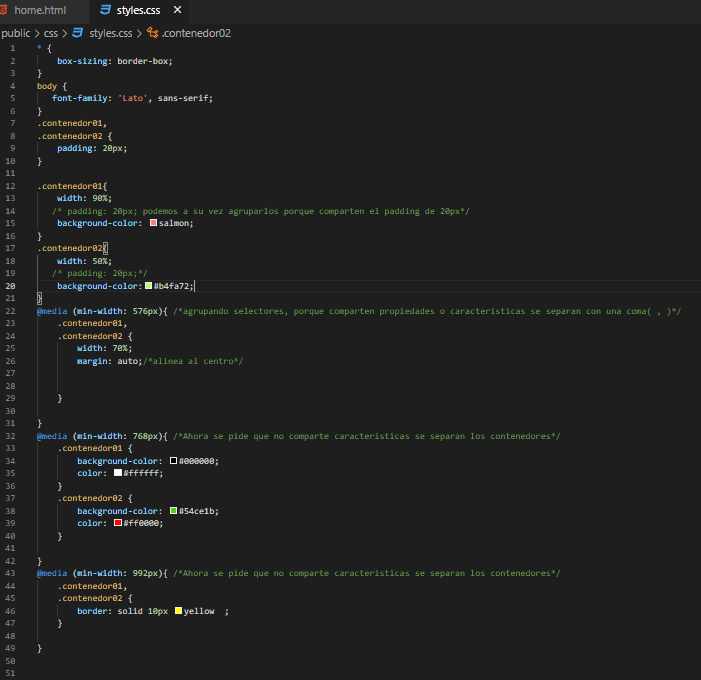 home.html
styles.css ×
public > css > styles.css > .contenedor02
1 * {
2 box-sizing: border-box;
3 }
4 body {
5 font-family: 'Lato', sans-serif;
6 }
7 .contenedor01,
8 .contenedor02 {
9 padding: 20px;
10 }
11
12 .contenedor01{
13 width: 90%;
14 /* padding: 20px; podemos a su vez agruparlos porque comparten el padding de 20px*/
15 background-color: salmon;
16 }
17 .contenedor02{
18 width: 50%;
19 /* padding: 20px;*/
20 background-color: #b4fa72;
21 }
22 @media (min-width: 576px){ /*agrupando selectores, porque comparten propiedades o caracteristicas se separan con una coma( , )*/
23 .contenedor01,
24 .contenedor02 {
25 width: 70%;
26 margin: auto;/*alinea al centro*/
27
28
29 }
30
31 }
32 @media (min-width: 768px){ /*Ahora se pide que no comparte caracteristicas se separan los contenedores*/
33 .contenedor01 {
34 background-color: #000000;
35 color: #ffffff;
36 }
37 .contenedor02 {
38 background-color: #54ce1b;
39 color: #ff0000;
40 }
41
42 }
43 @media (min-width: 992px){ /*Ahora se pide que no comparte caracteristicas se separan los contenedores*/
44 .contenedor01,
45 .contenedor02 {
46 border: solid 10px yellow ;
47 }
48
49 }
50
51